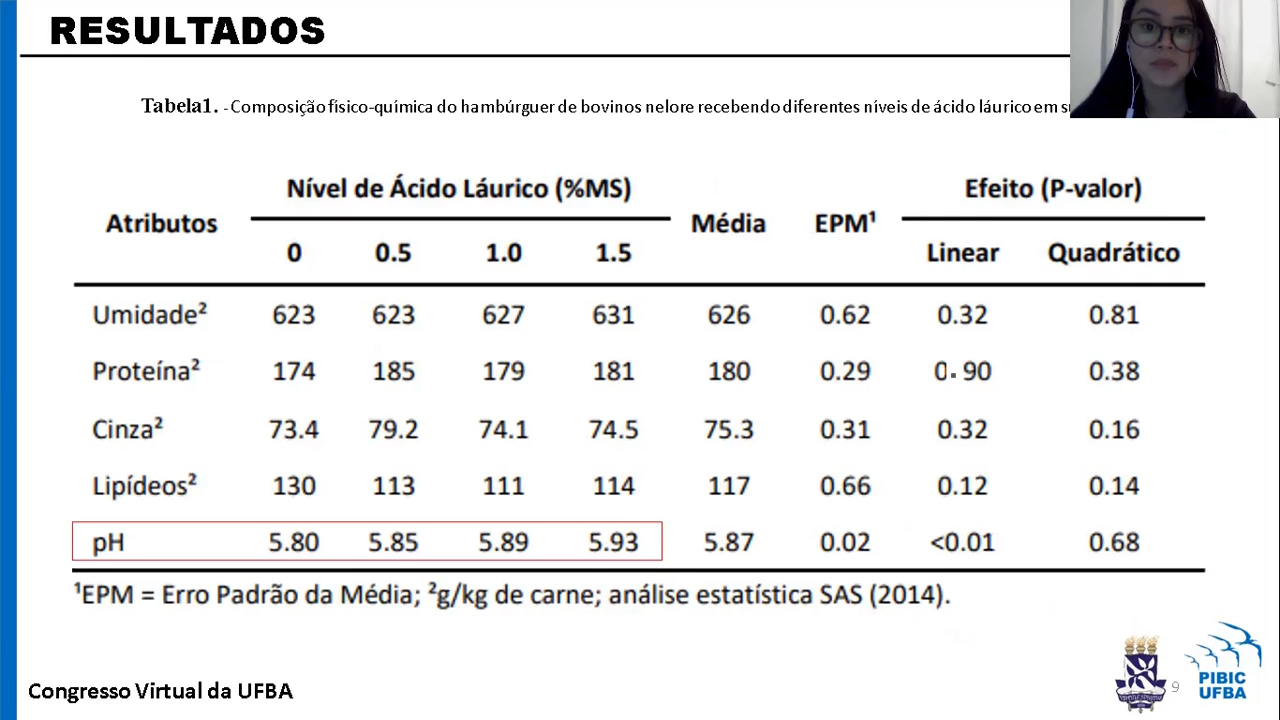 RESULTADOS
Tabela1. - Composição físico-química do hambúrguer de bovinos nelore recebendo diferentes níveis de ácido láurico em
Nível de Ácido Láurico (%MS) Efeito (P-valor)
Atributos Média EPM¹
0 0.5 1.0 1.5 Linear Quadrático
Umidade² 623 623 627 631 626 0.62 0.32 0.81
Proteína² 174 185 179 181 180 0.29 0.90 0.38
Cinza² 73.4 79.2 74.1 74.5 75.3 0.31 0.32 0.16
Lipídeos² 130 113 111 114 117 0.66 0.12 0.14
pH 5.80 5.85 5.89 5.93 5.87 0.02 <0.01 0.68
¹EPM = Erro Padrão da Média; ²g/kg de carne; análise estatística SAS (2014).
PIBIC
UFBA
9
Congresso Virtual da UFBA